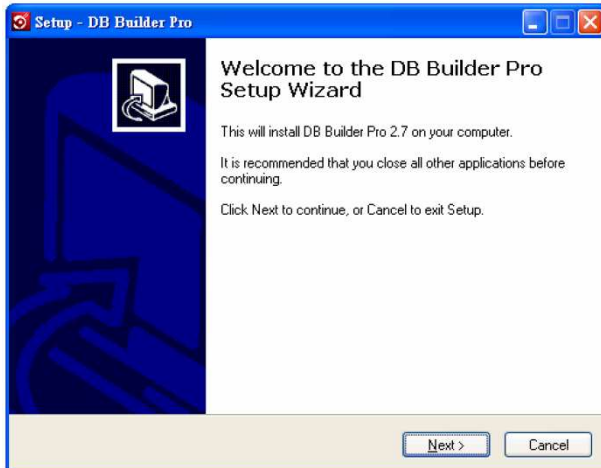 Setup - DB Builder Pro
Welcome to the DB Builder Pro
Setup Wizard
This will install DB Builder Pro 2.7 on your computer.
It is recommended that you close all other applications before
continuing.
Click Next to continue, or Cancel to exit Setup.
Next >
Cancel